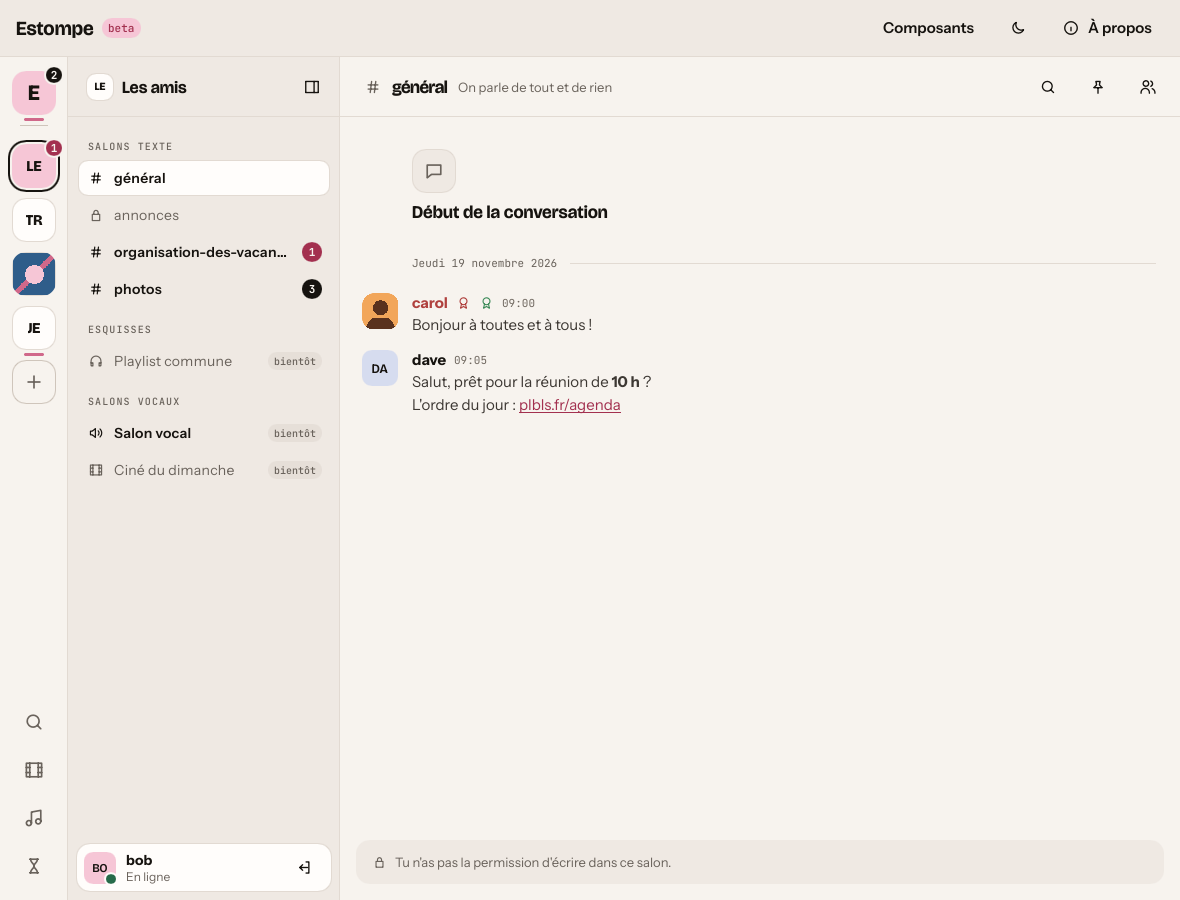 Estompe beta
Composants
À propos
E 2
LE 1
TR
JE
LE Les amis
SALONS TEXTE
général
annonces
organisation-des-vacan... 1
photos 3
ESQUISSES
Playlist commune bientôt
SALONS VOCAUX
Salon vocal bientôt
Ciné du dimanche bientôt
BO bob
En ligne
# général On parle de tout et de rien
Début de la conversation
Jeudi 19 novembre 2026
carol 09:00
Bonjour à toutes et à tous !
DA dave 09:05
Salut, prêt pour la réunion de 10 h ?
L'ordre du jour : plbls.fr/agenda
Tu n'as pas la permission d'écrire dans ce salon.